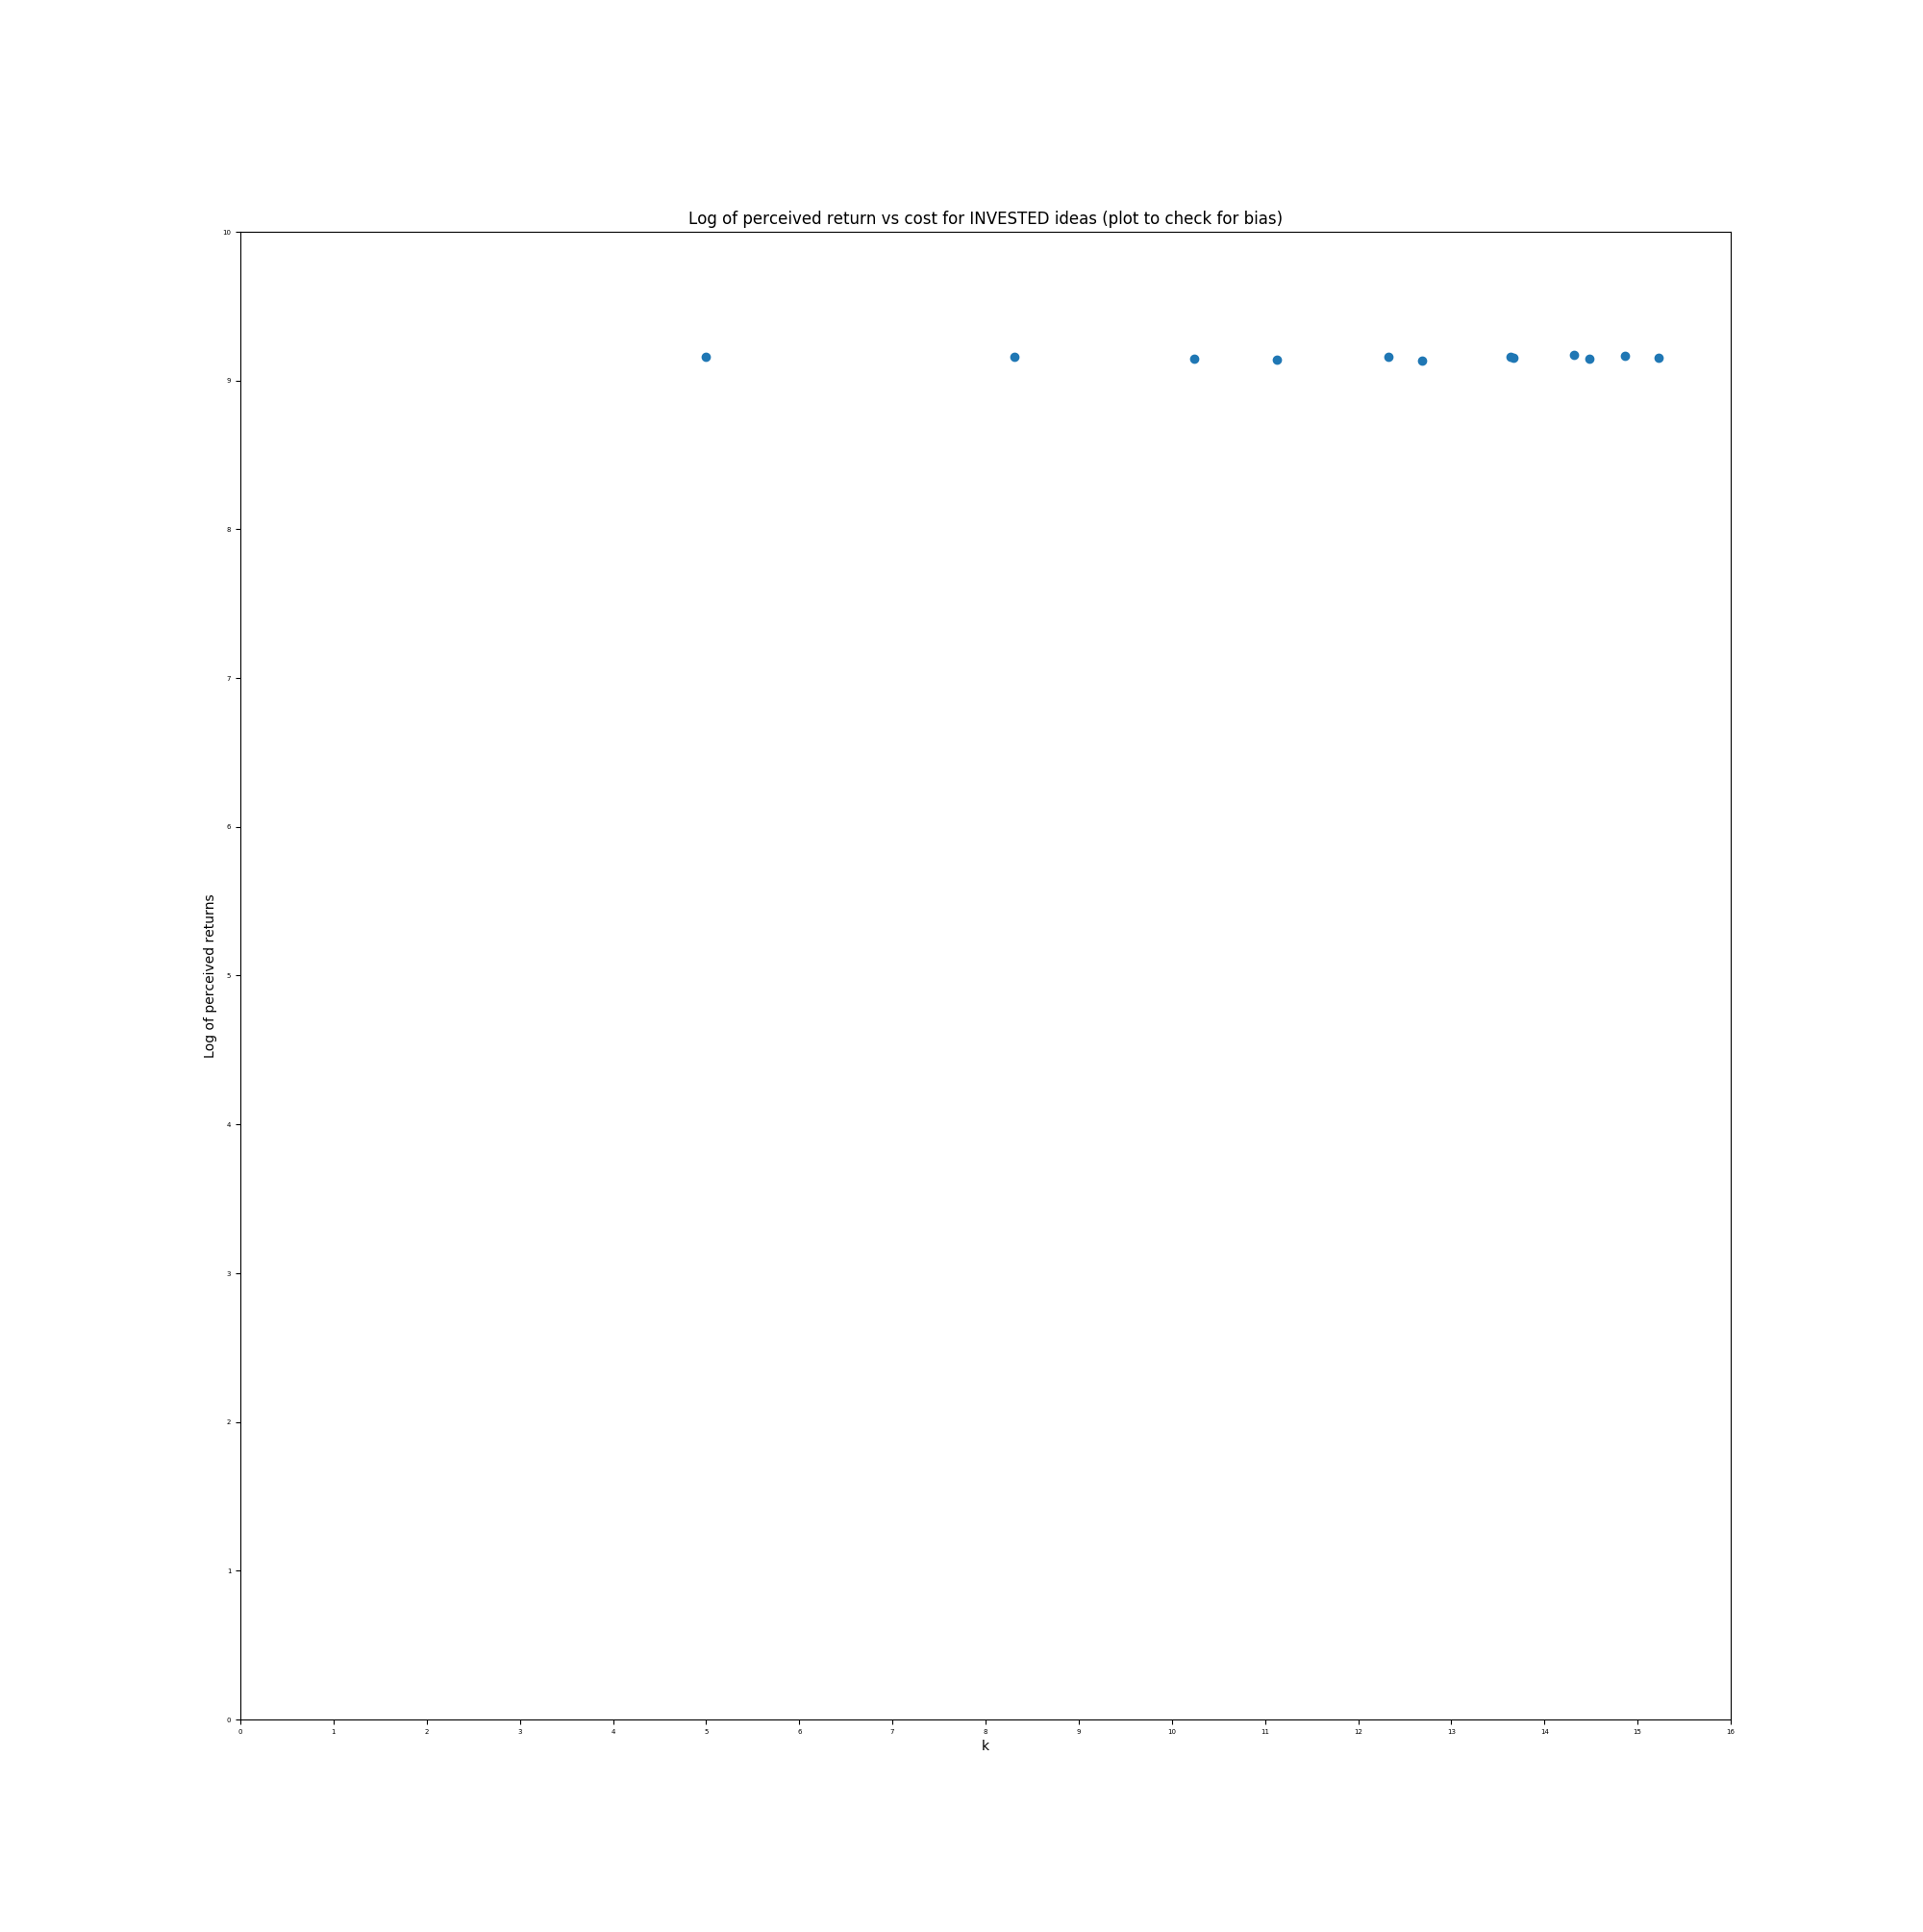 Log of perceived return vs cost for INVESTED ideas (plot to check for bias)
10
9
8
7
6
5
4
3
2
1
0
Log of perceived returns
0 1 2 3 4 5 6 7 8 9 10 11 12 13 14 15 16
k